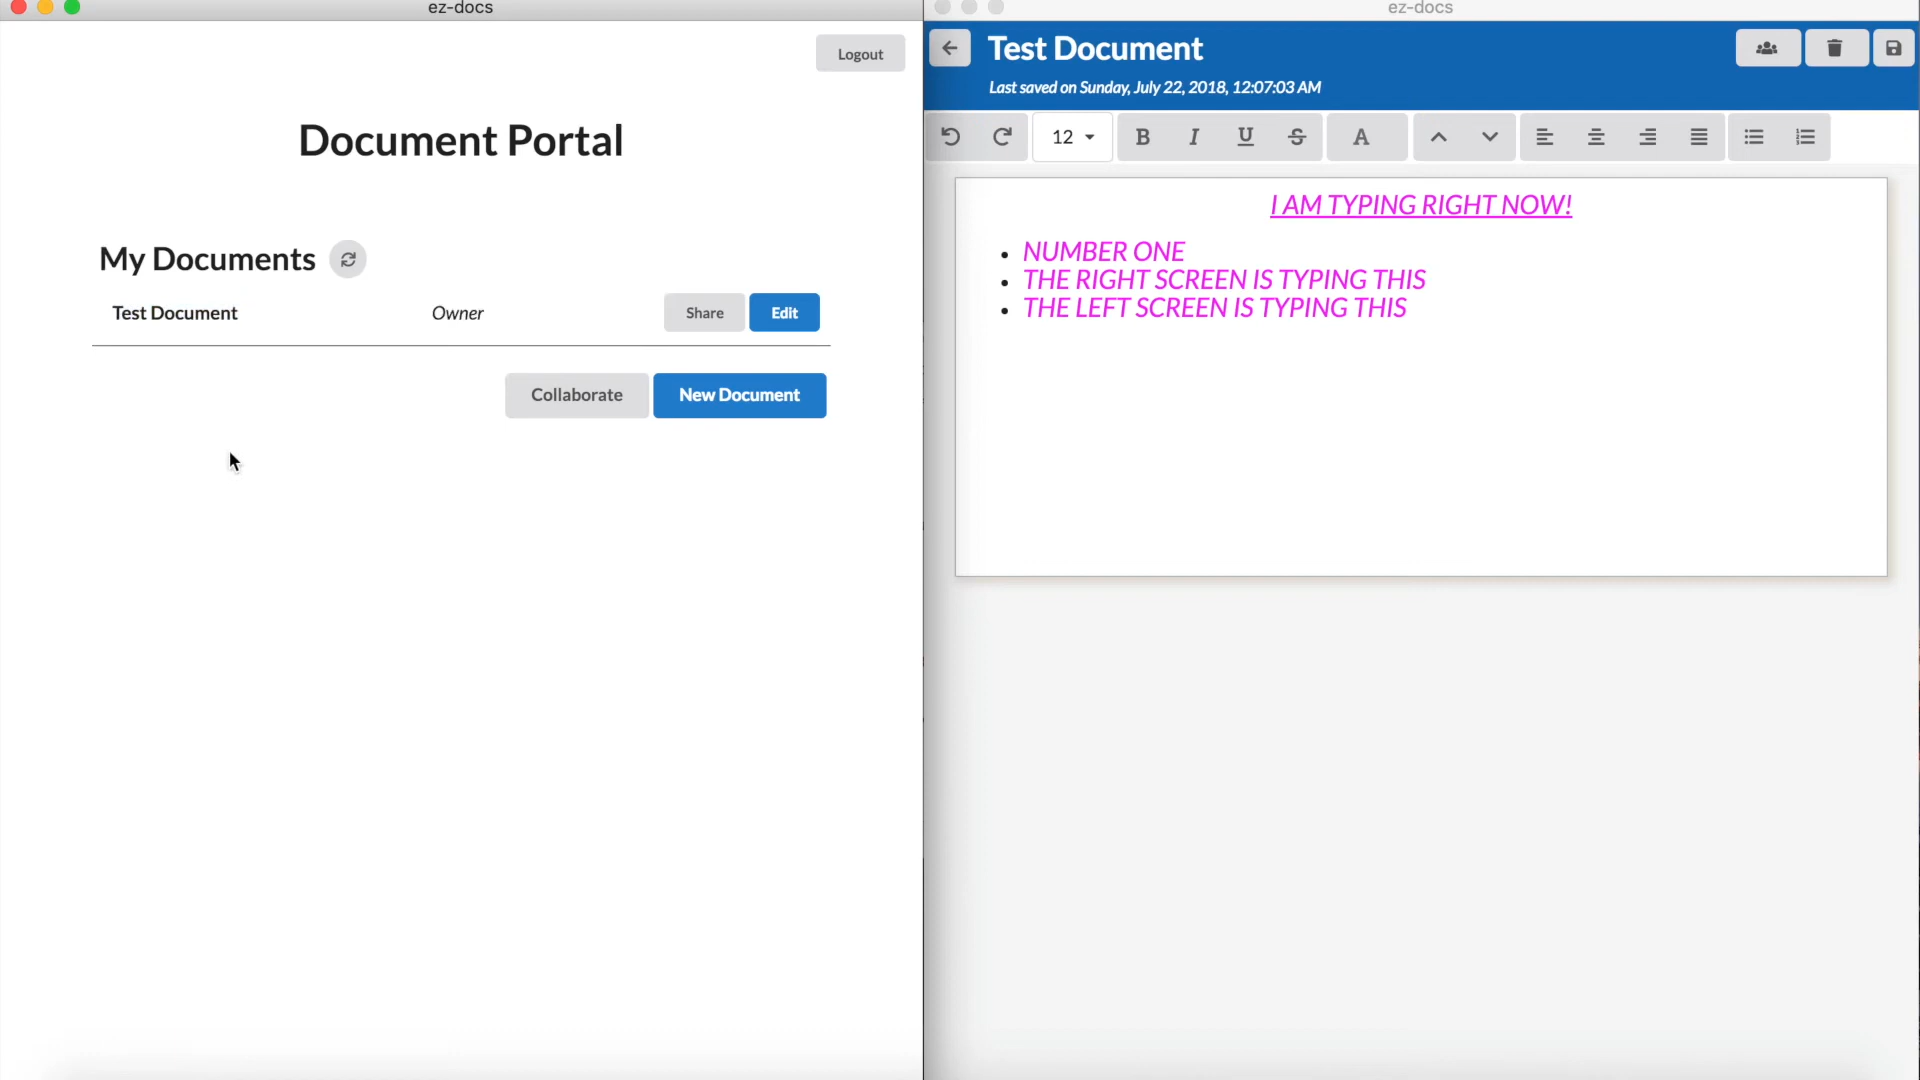 ez-docs
Logout
Document Portal
My Documents
Test Document Owner Share Edit
Collaborate New Document
ez-docs
Test Document
Last saved on Sunday, July 22, 2018, 12:07:03 AM
12 B I U S A
I AM TYPING RIGHT NOW!
• NUMBER ONE
• THE RIGHT SCREEN IS TYPING THIS
• THE LEFT SCREEN IS TYPING THIS